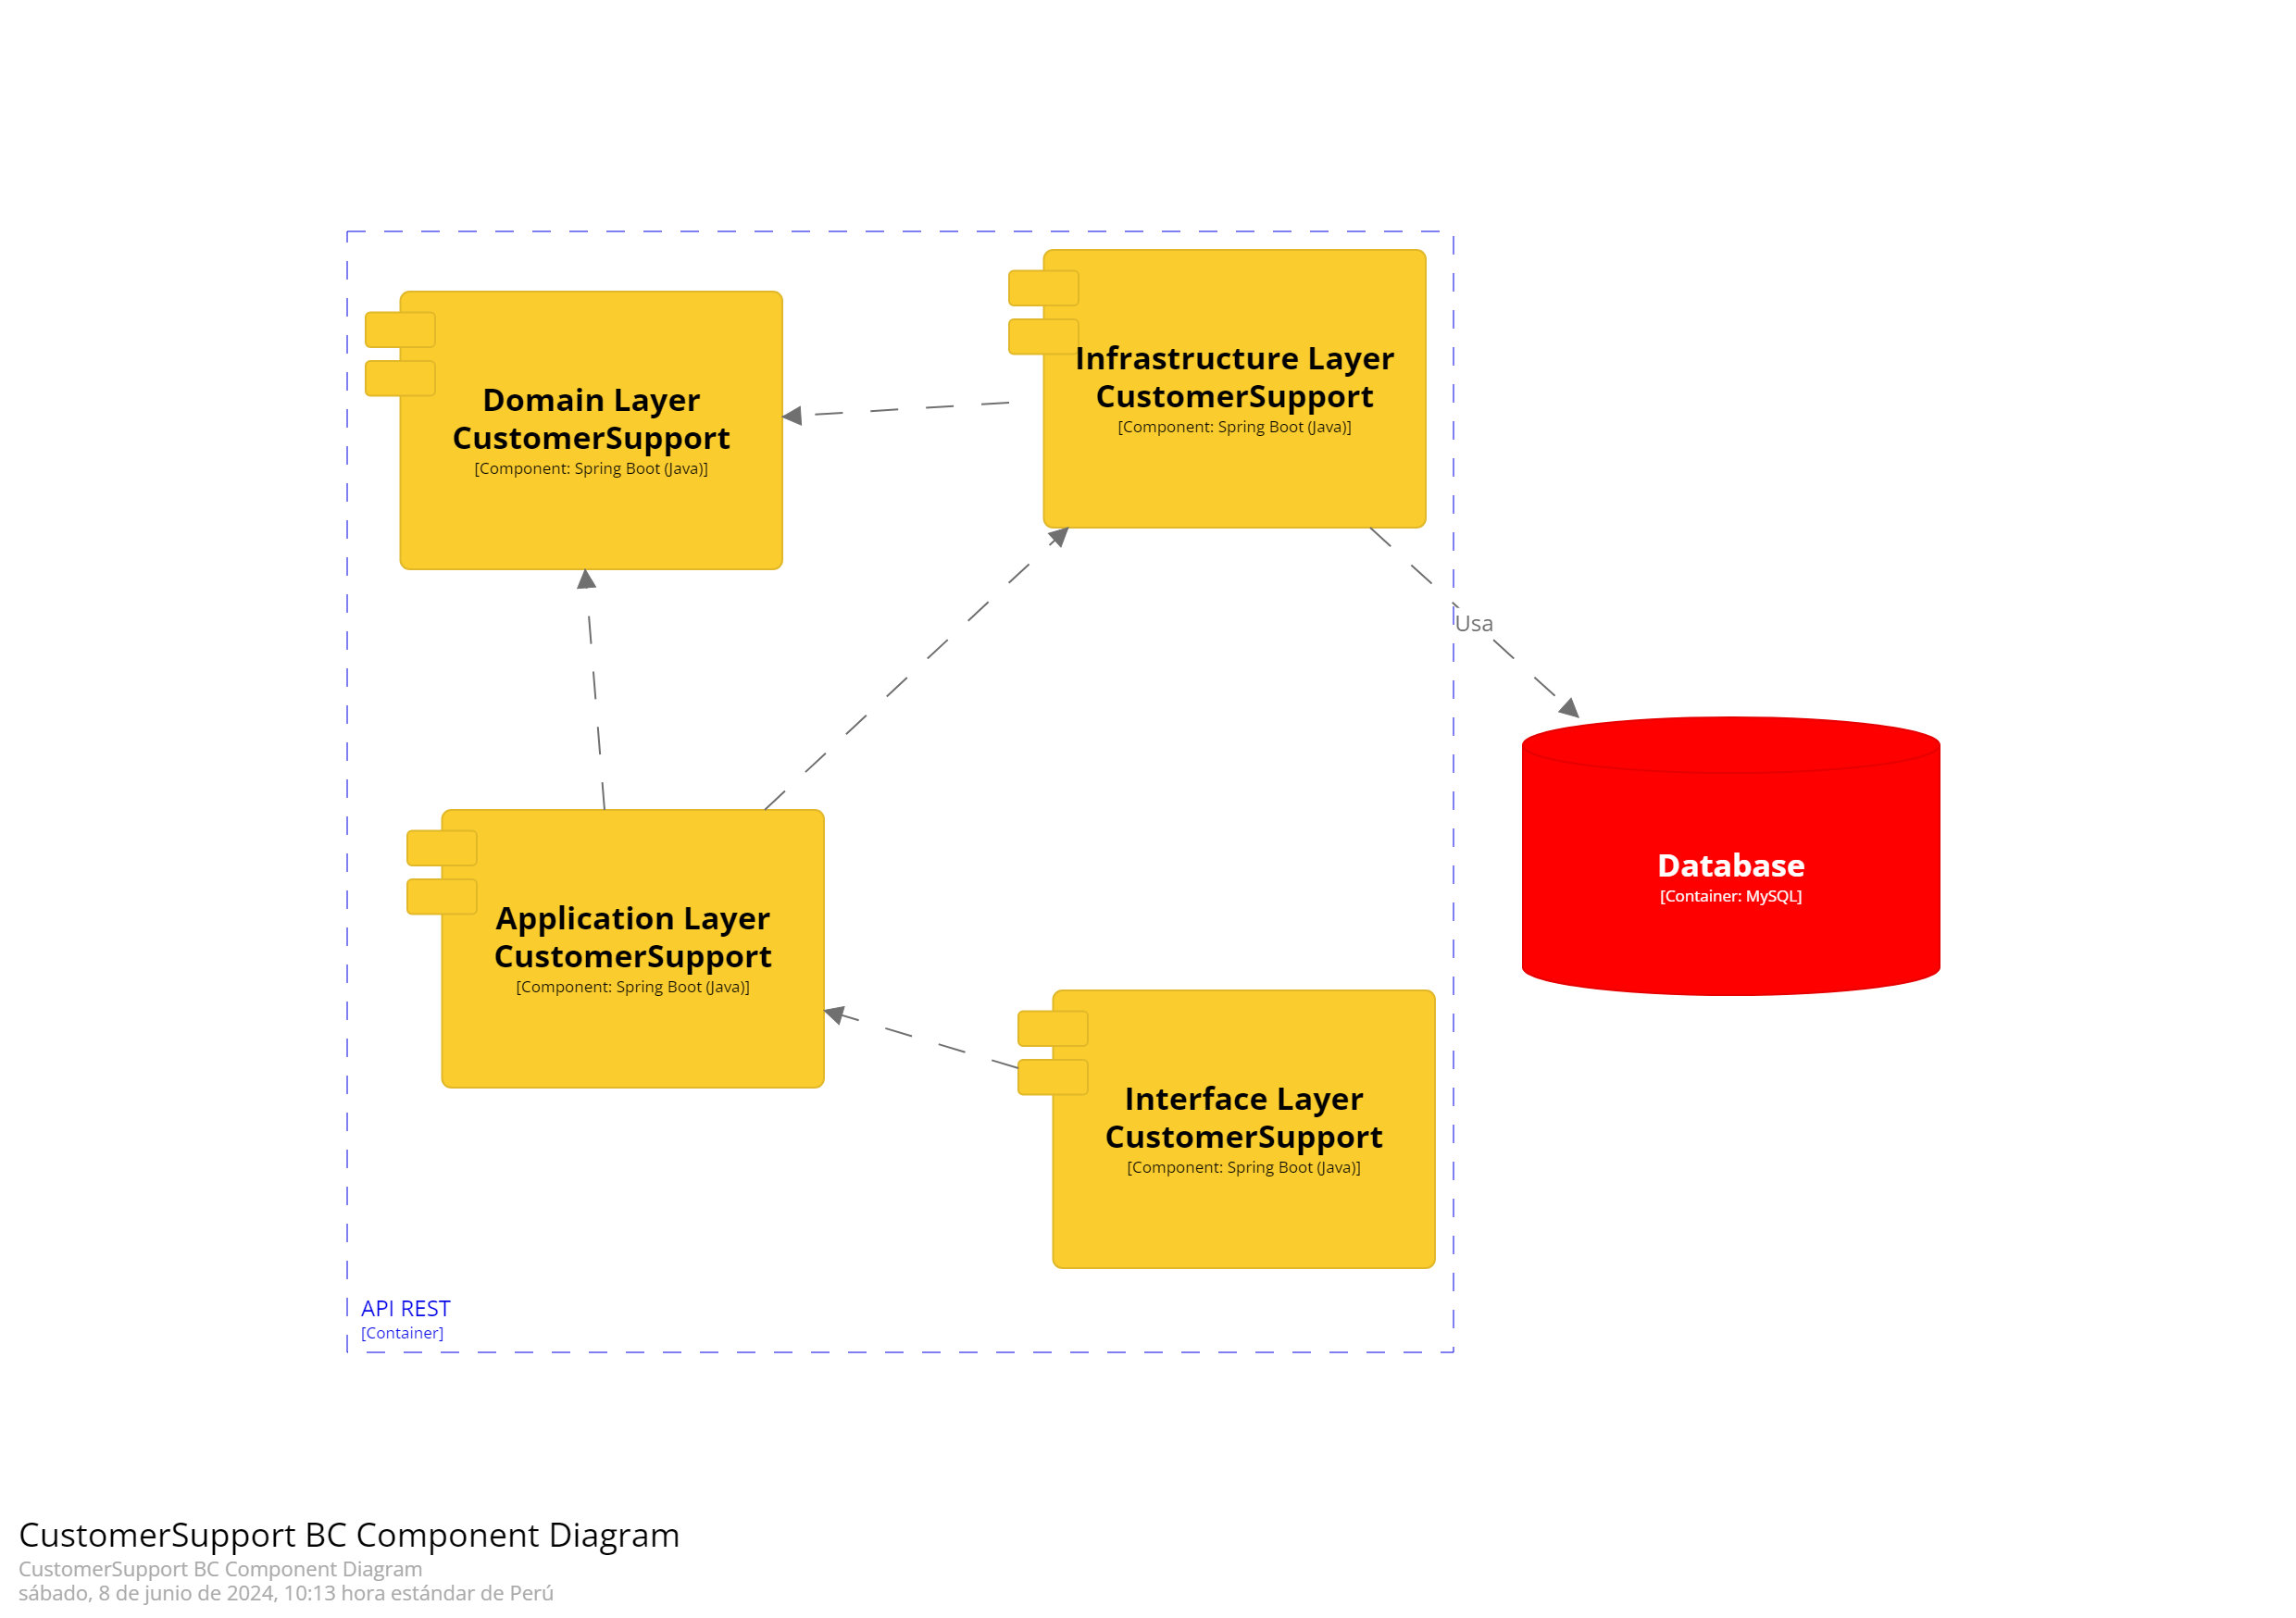 Infrastructure Layer
CustomerSupport
[Component: Spring Boot (Java)]
Domain Layer
CustomerSupport
[Component: Spring Boot (Java)]
Usa
Database
[Container: MySQL]
Application Layer
CustomerSupport
[Component: Spring Boot (Java)]
Interface Layer
CustomerSupport
[Component: Spring Boot (Java)]
API REST
[Container]
CustomerSupport BC Component Diagram
CustomerSupport BC Component Diagram
sábado, 8 de junio de 2024, 10:13 hora estándar de Perú